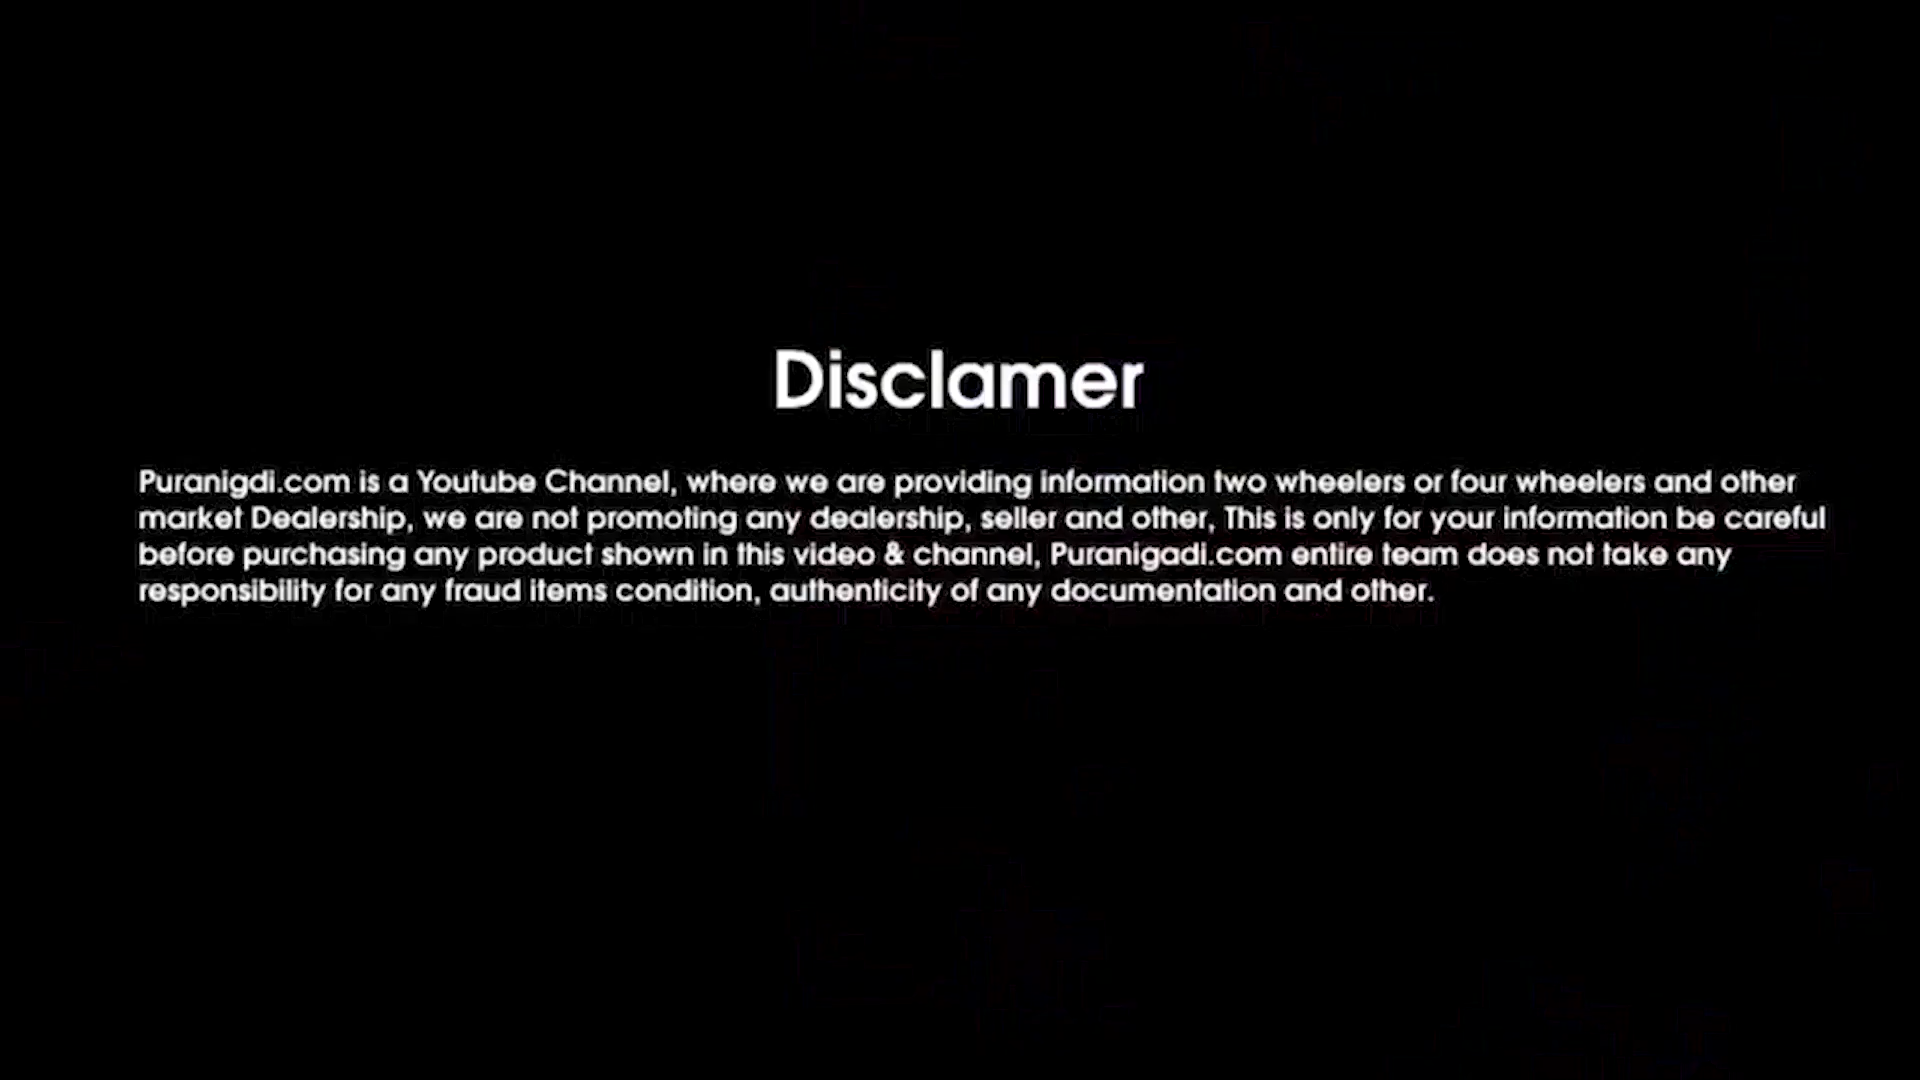 Disclamer
Puranigdi.com is a Youtube Channel, where we are providing information two wheelers or four wheelers and other
market Dealership, we are not promoting any dealership, seller and other, This is only for your information be careful
before purchasing any product shown in this video & channel, Puranigadi.com entire team does not take any
responsibility for any fraud items condition, authenticity of any documentation and other.